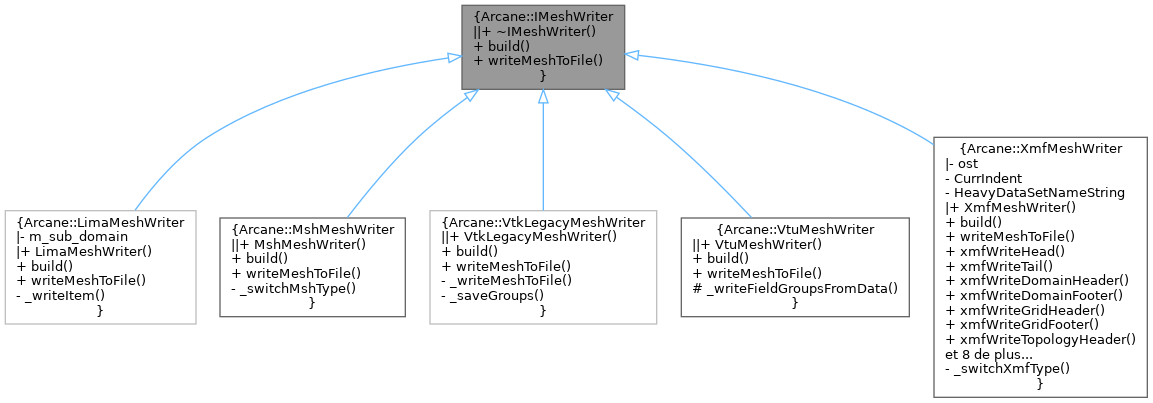 {Arcane::IMeshWriter
||+ ~IMeshWriter()
+ build()
+ writeMeshToFile()
}
{Arcane::LimaMeshWriter
|- m_sub_domain
|+ LimaMeshWriter()
+ build()
+ writeMeshToFile()
- _writeItem()
}
{Arcane::MshMeshWriter
||+ MshMeshWriter()
+ build()
+ writeMeshToFile()
- _switchMshType()
}
{Arcane::VtkLegacyMeshWriter
||+ VtkLegacyMeshWriter()
+ build()
+ writeMeshToFile()
- _writeMeshToFile()
- _saveGroups()
}
{Arcane::VtuMeshWriter
||+ VtuMeshWriter()
+ build()
+ writeMeshToFile()
# _writeFieldGroupsFromData()
}
{Arcane::XmfMeshWriter
|- ost
- CurrIndent
- HeavyDataSetNameString
|+ XmfMeshWriter()
+ build()
+ writeMeshToFile()
+ xmfWriteHead()
+ xmfWriteTail()
+ xmfWriteDomainHeader()
+ xmfWriteDomainFooter()
+ xmfWriteGridHeader()
+ xmfWriteGridFooter()
+ xmfWriteTopologyHeader()
et 8 de plus...
- _switchXmfType()
}